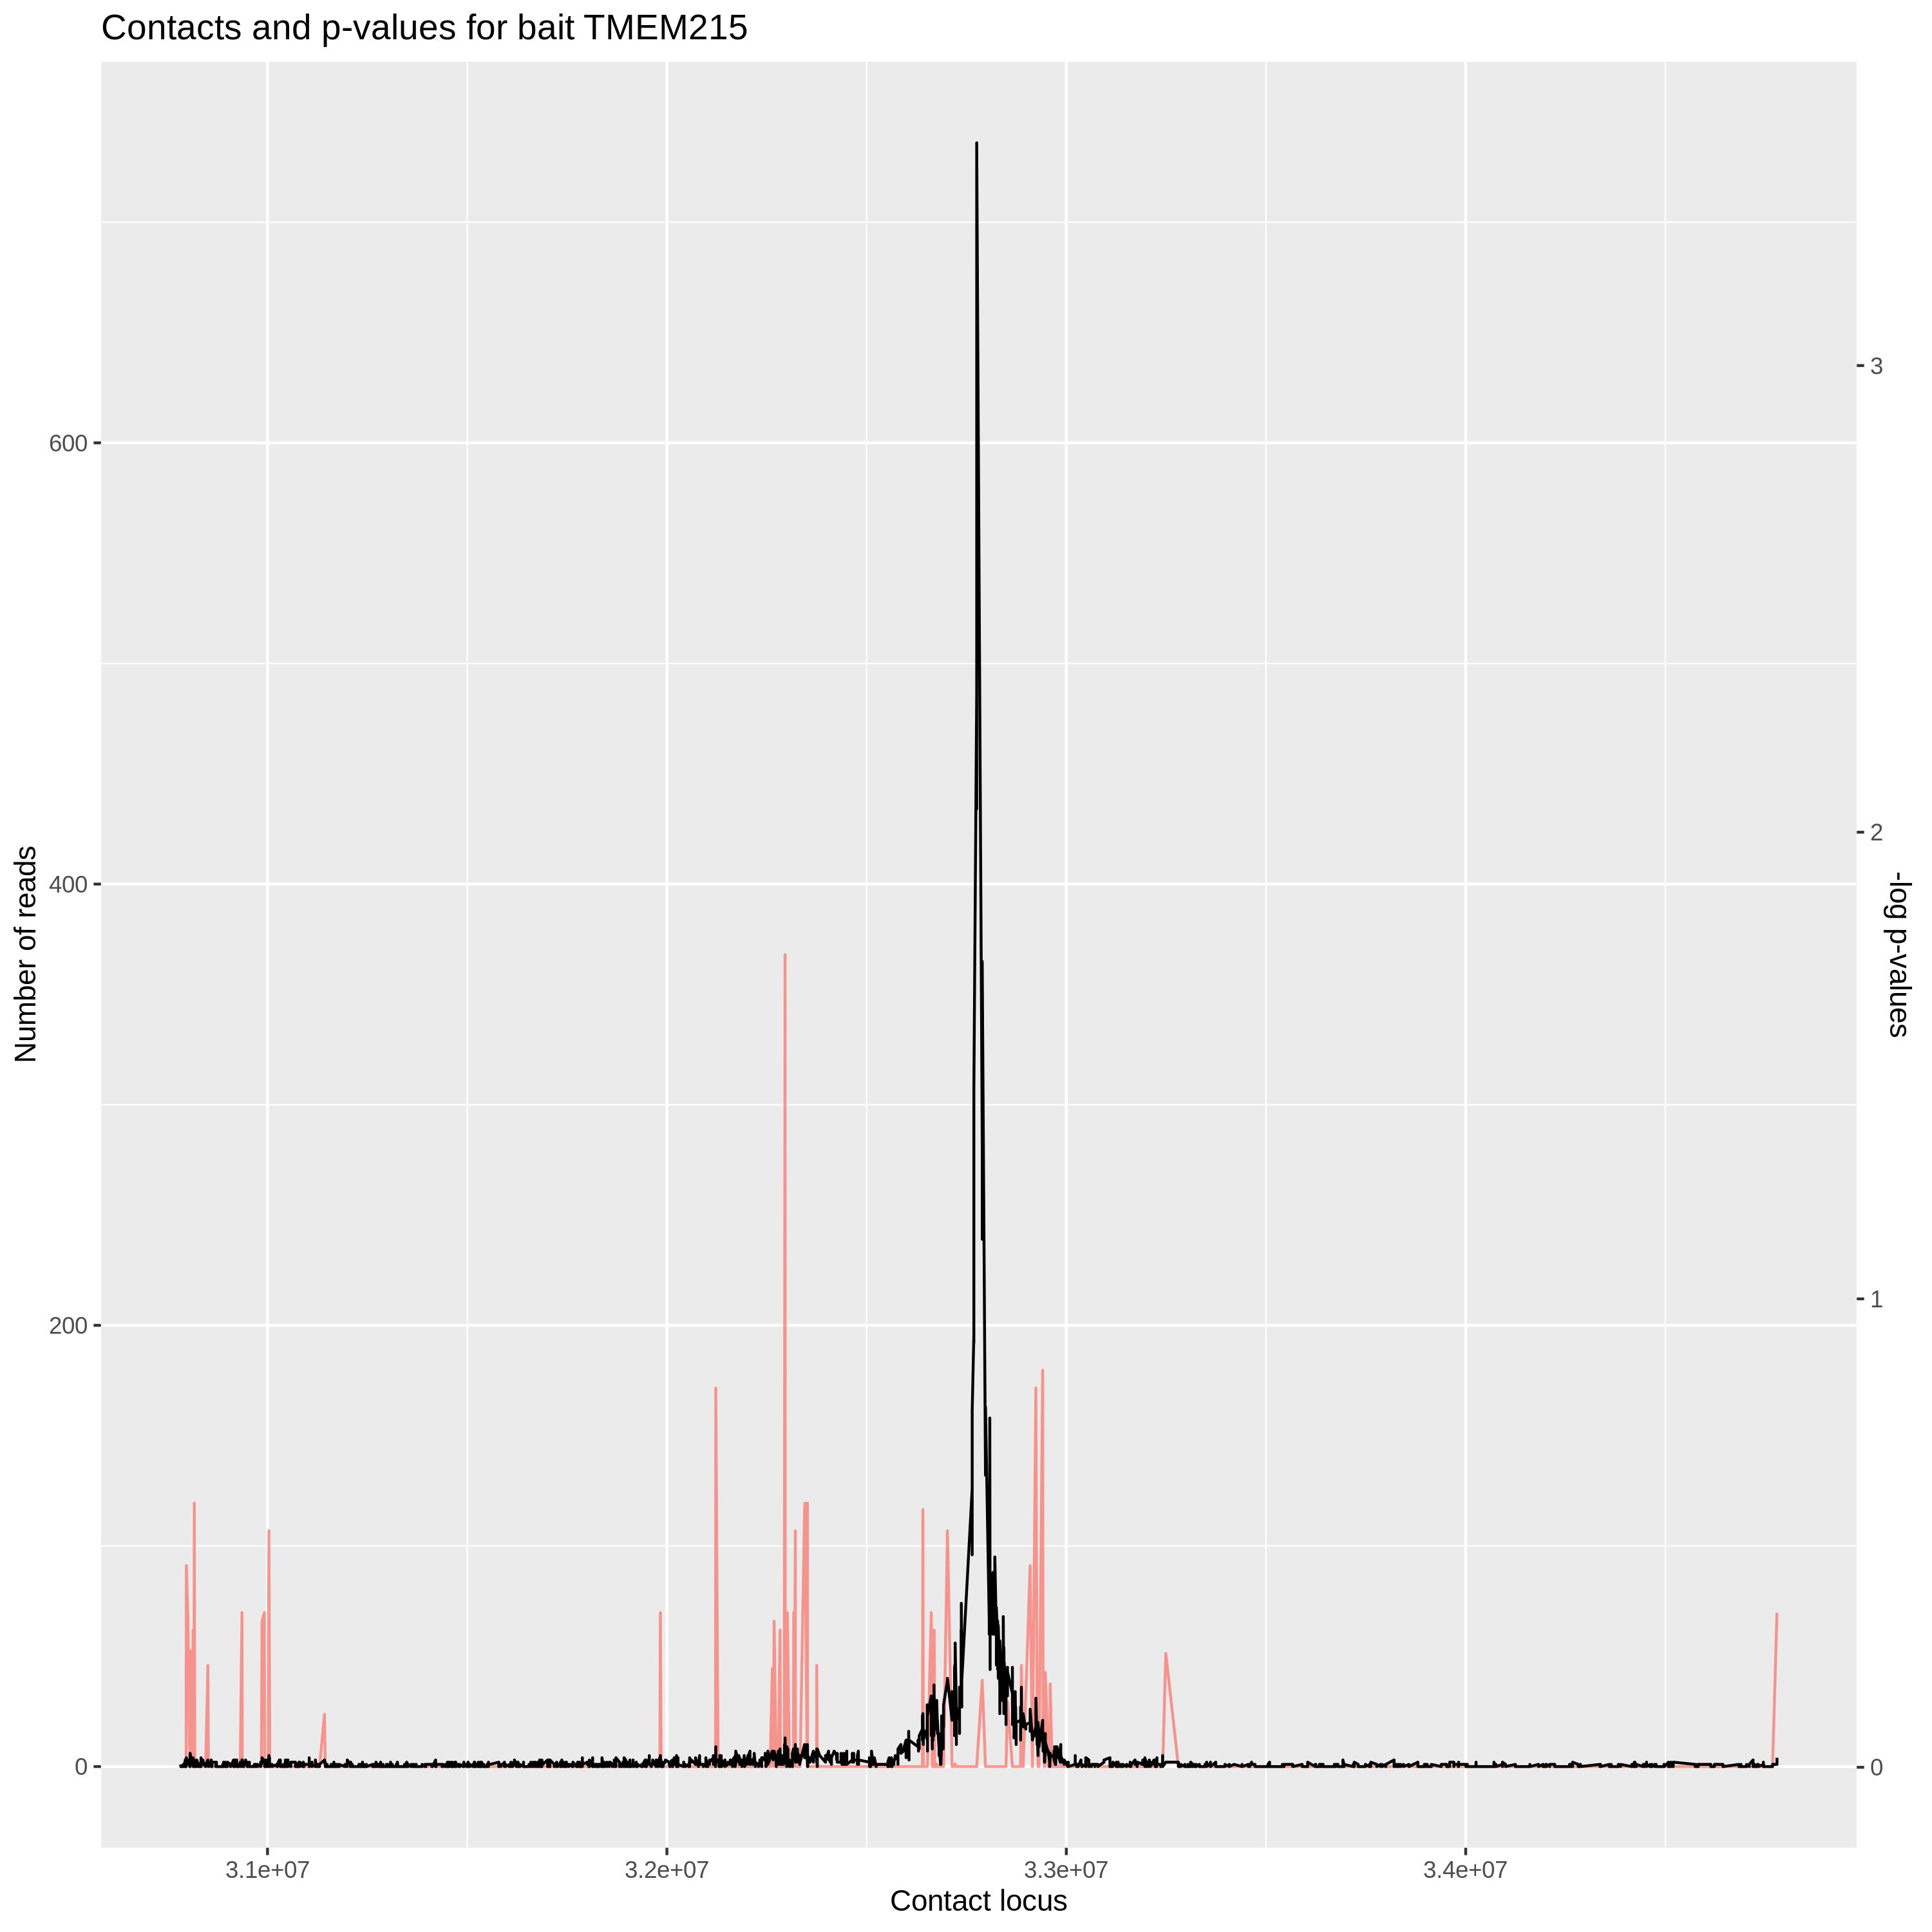 Contacts and p-values for bait TMEM215
600
400
200
0
Number of reads
3
2
1
0
-log p-values
3.1e+07
3.2e+07
3.3e+07
3.4e+07
Contact locus